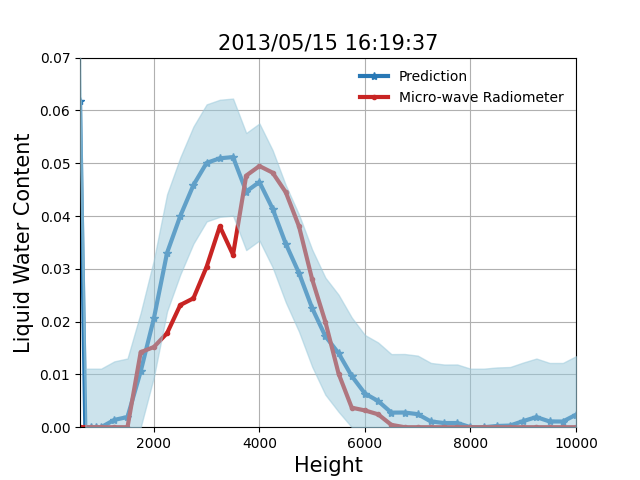 2013/05/15 16:19:37
Liquid Water Content
0.07
0.06
0.05
0.04
0.03
0.02
0.01
0.00
Prediction
Micro-wave Radiometer
2000 4000 6000 8000 10000
Height